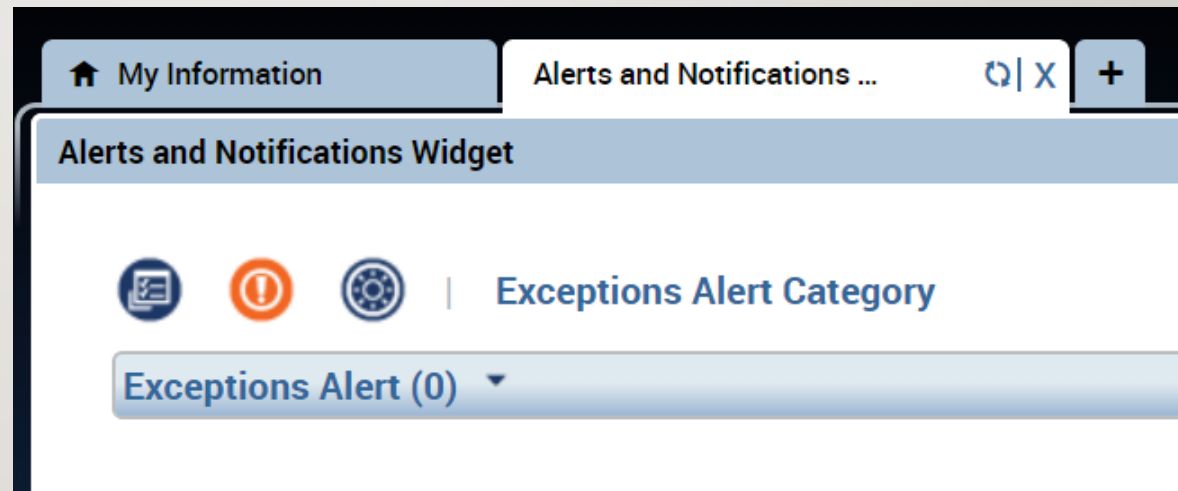 My Information
Alerts and Notifications ...
X
+
Alerts and Notifications Widget
| Exceptions Alert Category
Exceptions Alert (0)